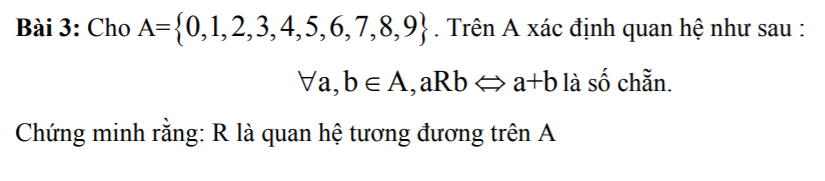 Bài 3: Cho A={0,1,2,3,4,5,6,7,8,9}. Trên A xác định quan hệ như sau :
∀a,b ∈ A,aRb ⇔ a+b là số chẵn.
Chứng minh rằng: R là quan hệ tương đương trên A